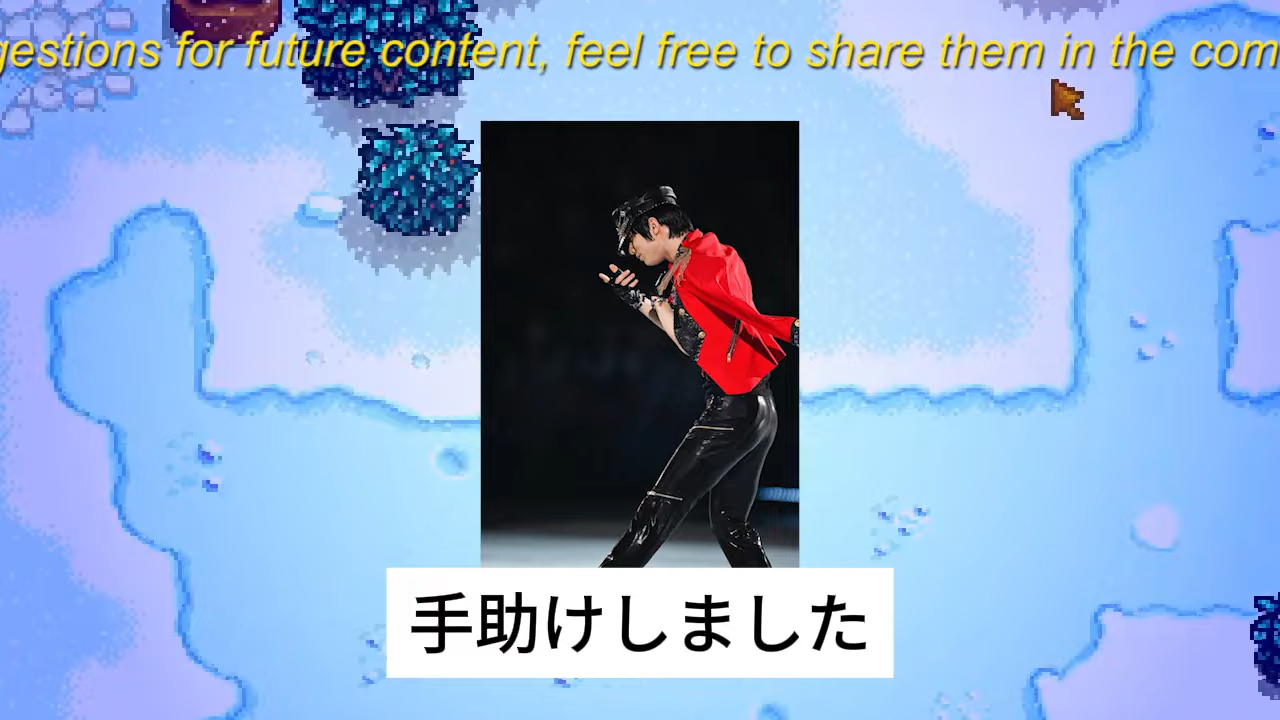 gestions for future content, feel free to share them in the com
手助けしました